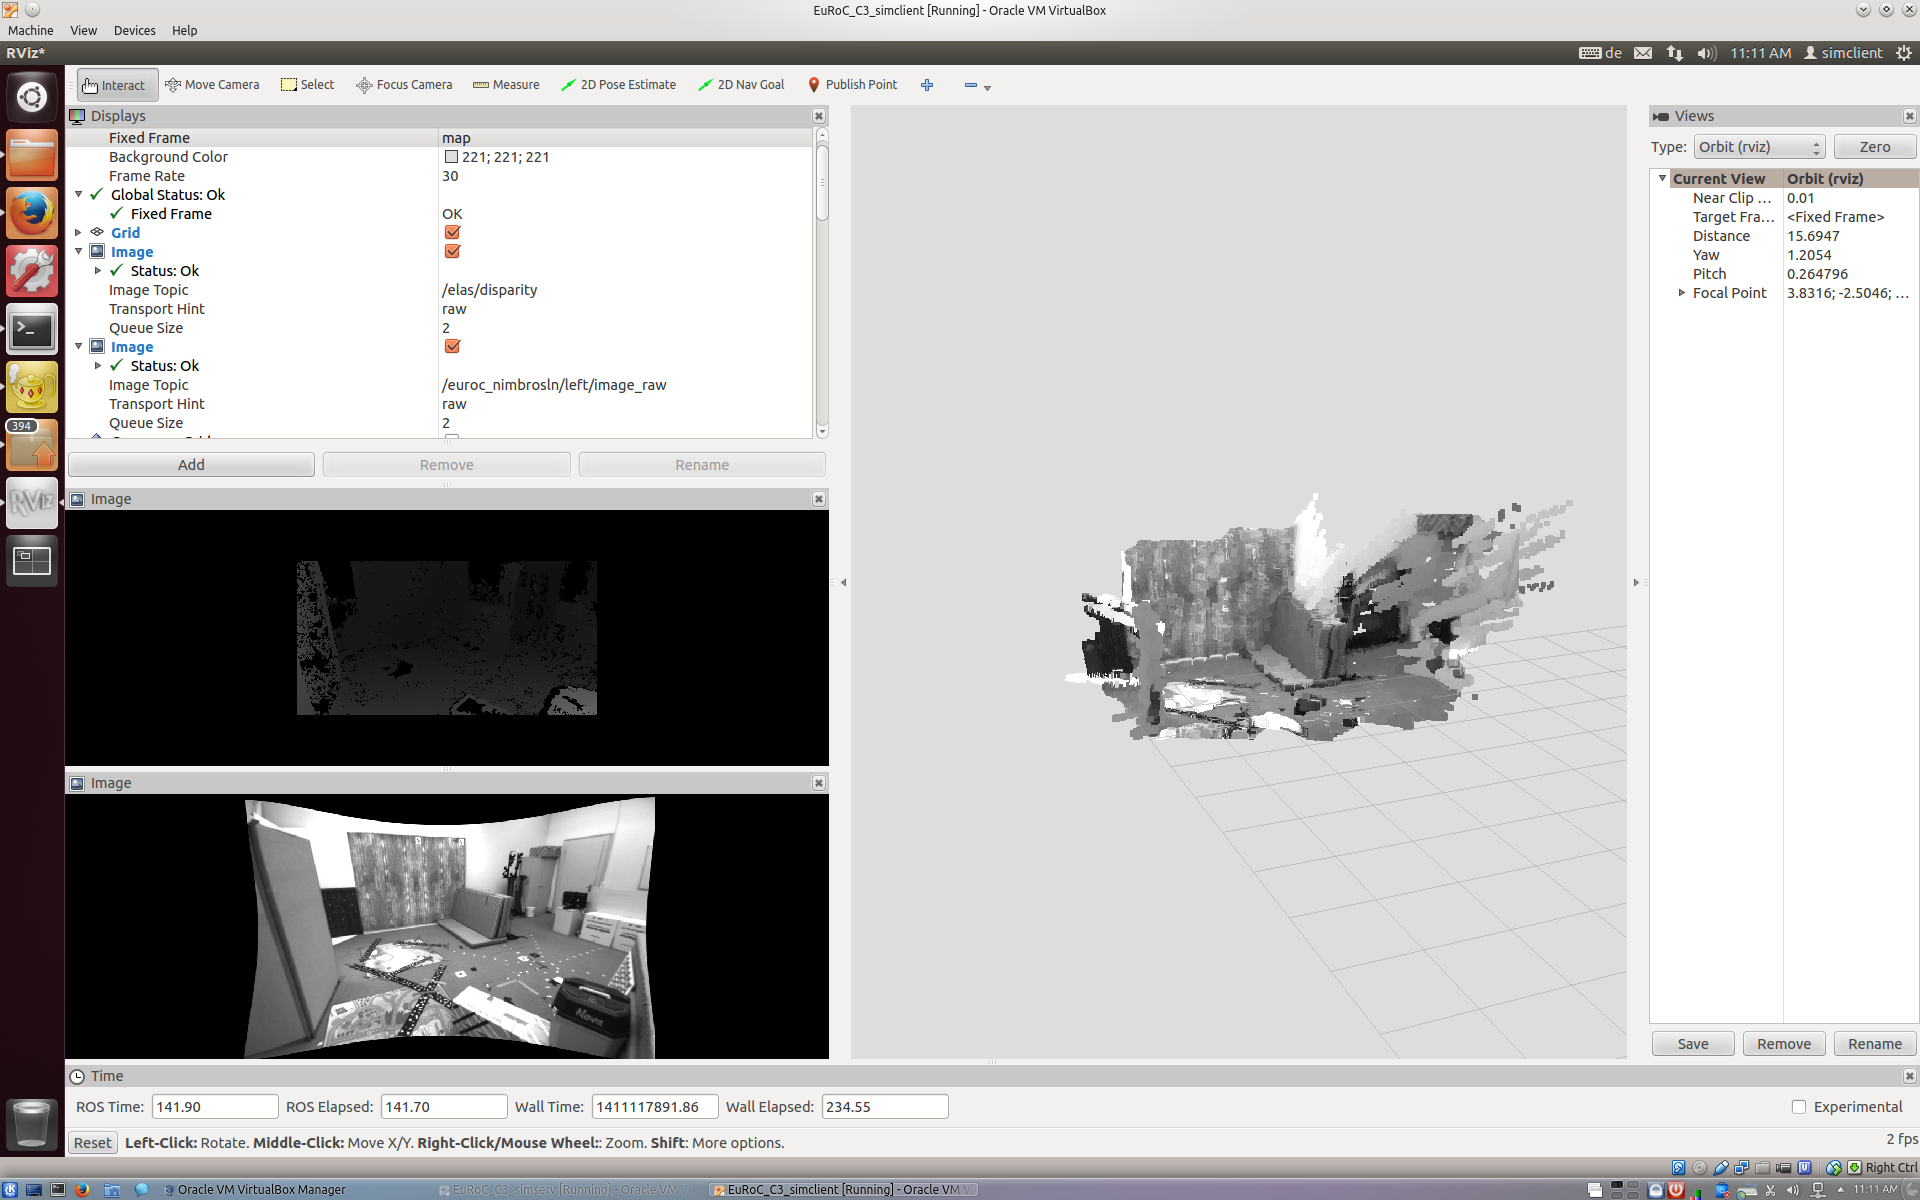 EuRoC_C3_simclient [Running] - Oracle VM VirtualBox
Machine View Devices Help
RViz* de 11:11 AM simclient
Interact Move Camera Select Focus Camera Measure 2D Pose Estimate 2D Nav Goal Publish Point
Displays
Fixed Frame map
Background Color 221; 221; 221
Frame Rate 30
Global Status: Ok
Fixed Frame OK
Grid
Image
Status: Ok
Image Topic /elas/disparity
Transport Hint raw
Queue Size 2
Image
Status: Ok
Image Topic /euroc_nimbrosln/left/image_raw
Transport Hint raw
Queue Size 2
Add Remove Rename
394
RViz
Image
Image
Nova
Views
Type: Orbit (rviz) Zero
Current View Orbit (rviz)
Near Clip ... 0.01
Target Fra... <Fixed Frame>
Distance 15.6947
Yaw 1.2054
Pitch 0.264796
Focal Point 3.8316; -2.5046; ...
Save Remove Rename
Time
ROS Time: 141.90 ROS Elapsed: 141.70 Wall Time: 1411117891.86 Wall Elapsed: 234.55 Experimental
Reset Left-Click: Rotate. Middle-Click: Move X/Y. Right-Click/Mouse Wheel:: Zoom. Shift: More options. 2 fps
Right Ctrl
Oracle VM VirtualBox Manager EuRoC_C3_simserv [Running] - Oracle VM EuRoC_C3_simclient [Running] - Oracle VM 11:11 AM